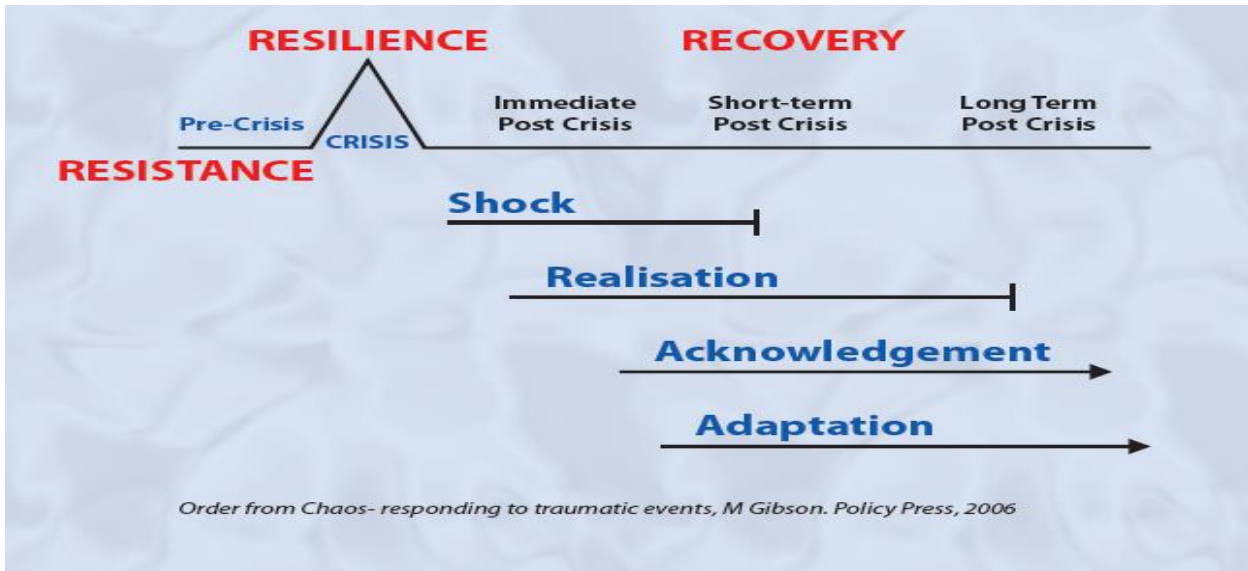 RESILIENCE
RECOVERY
Immediate
Post Crisis
Short-term
Post Crisis
Long Term
Post Crisis
Pre-Crisis
CRISIS
RESISTANCE
Shock
Realisation
Acknowledgement
Adaptation
Order from Chaos- responding to traumatic events, M Gibson. Policy Press, 2006